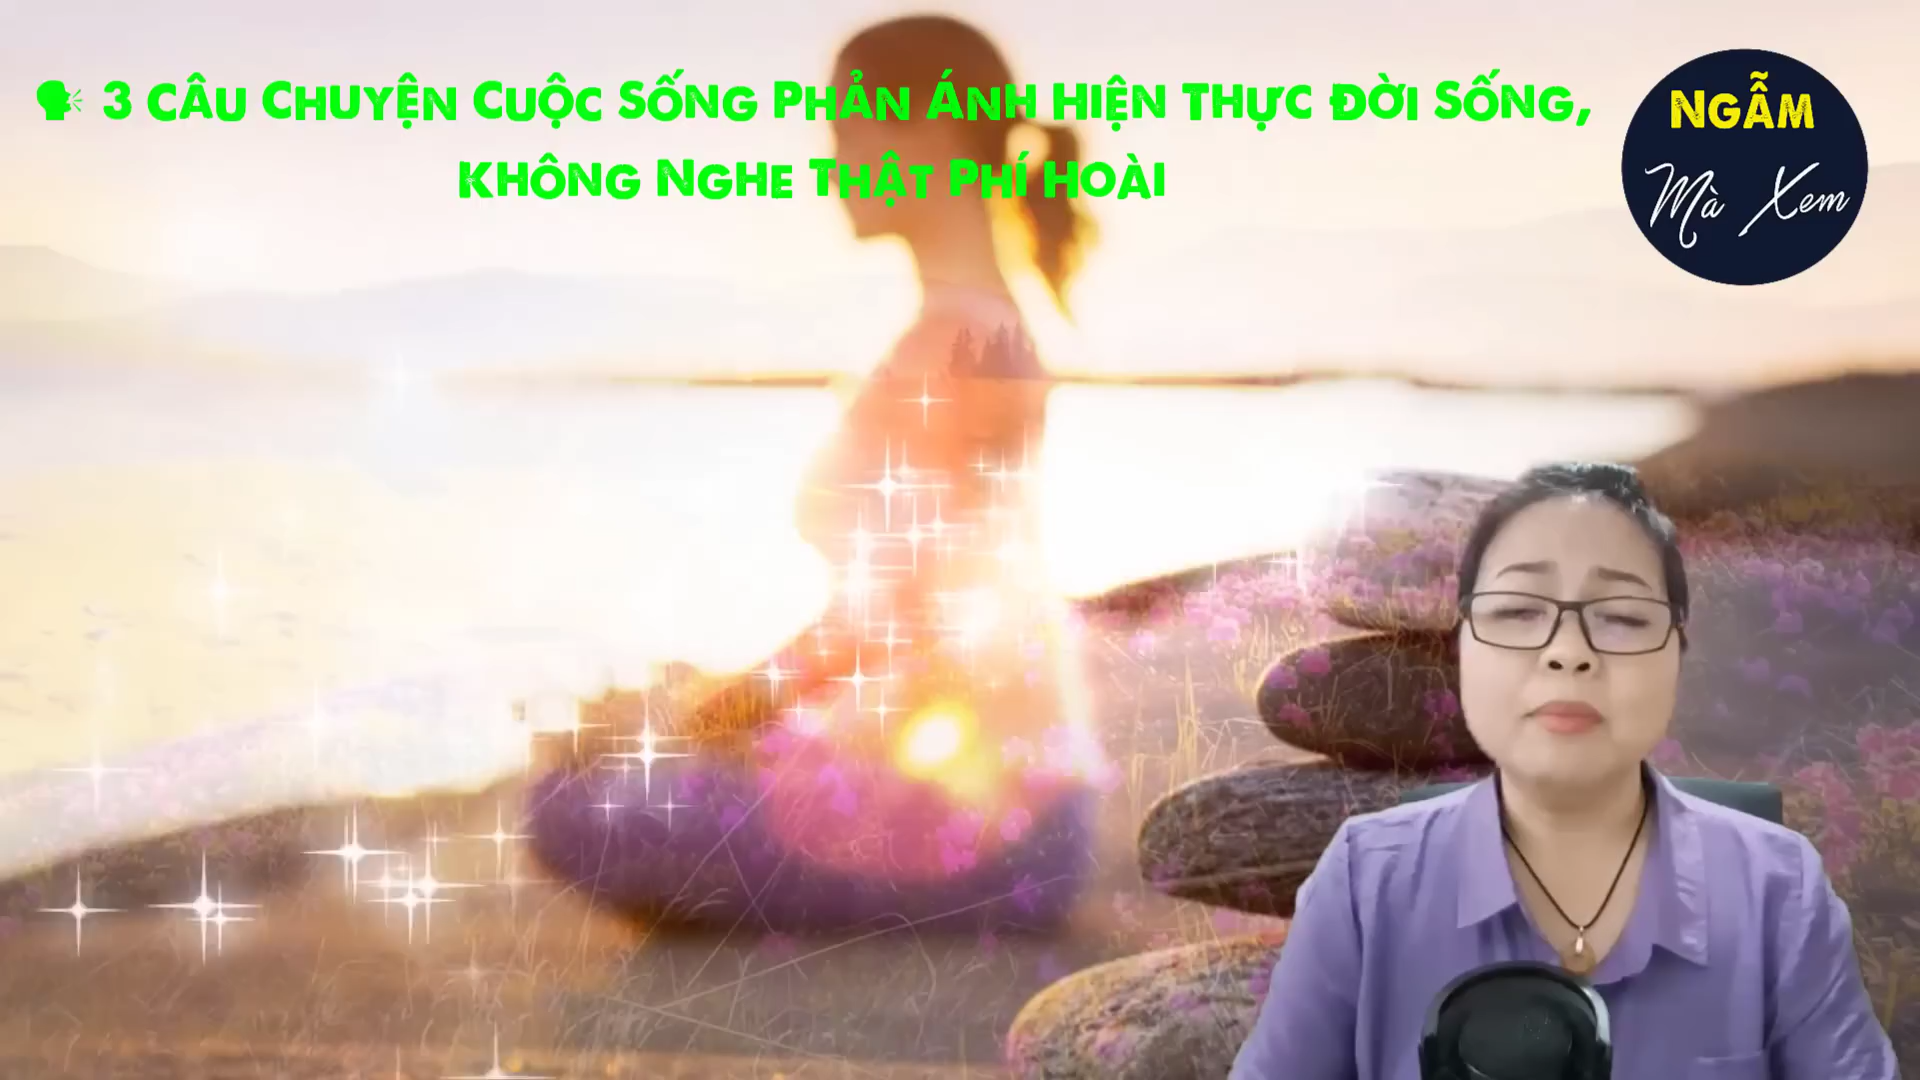 🗣 3 Câu Chuyện Cuộc Sống Phản Ánh Hiện Thực Đời Sống,
Không Nghe Thật Phí Hoài
NGẪM
Mà Xem